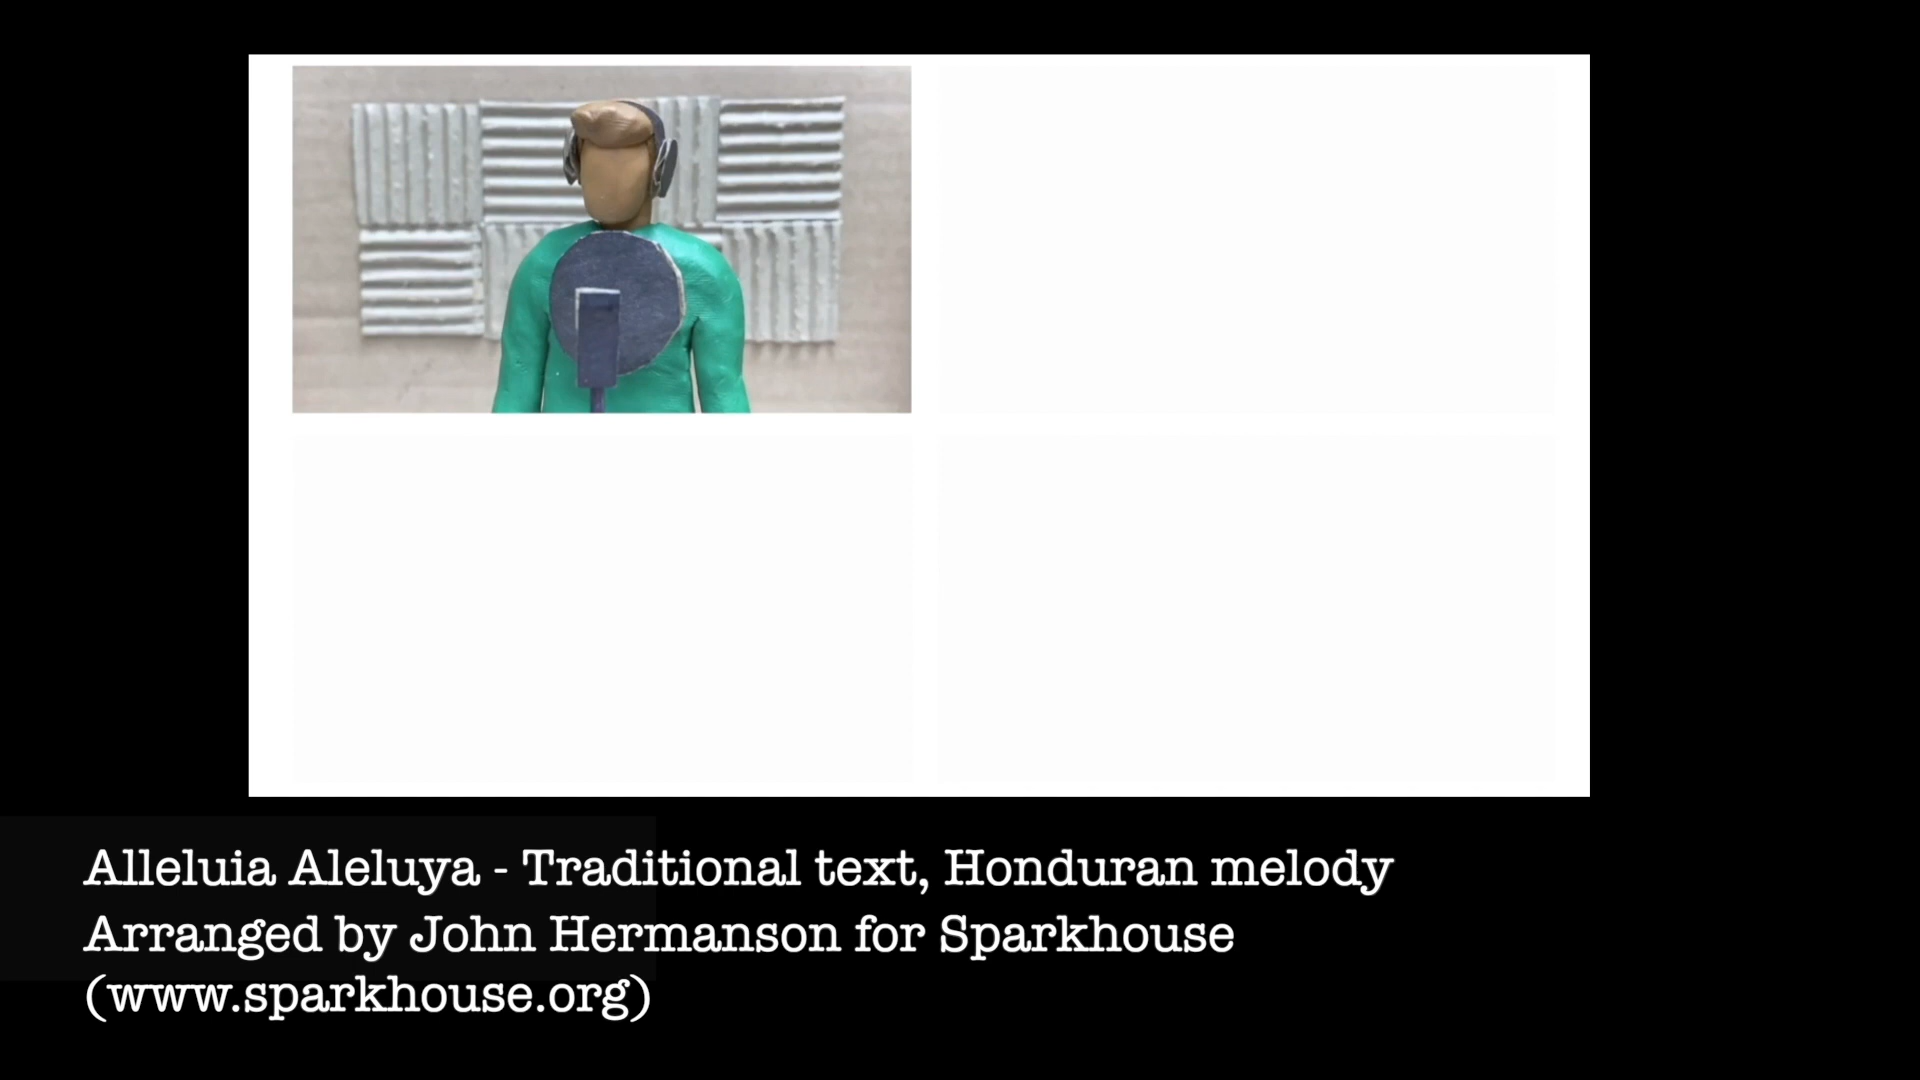 Alleluia Aleluya - Traditional text, Honduran melody
Arranged by John Hermanson for Sparkhouse
(www.sparkhouse.org)